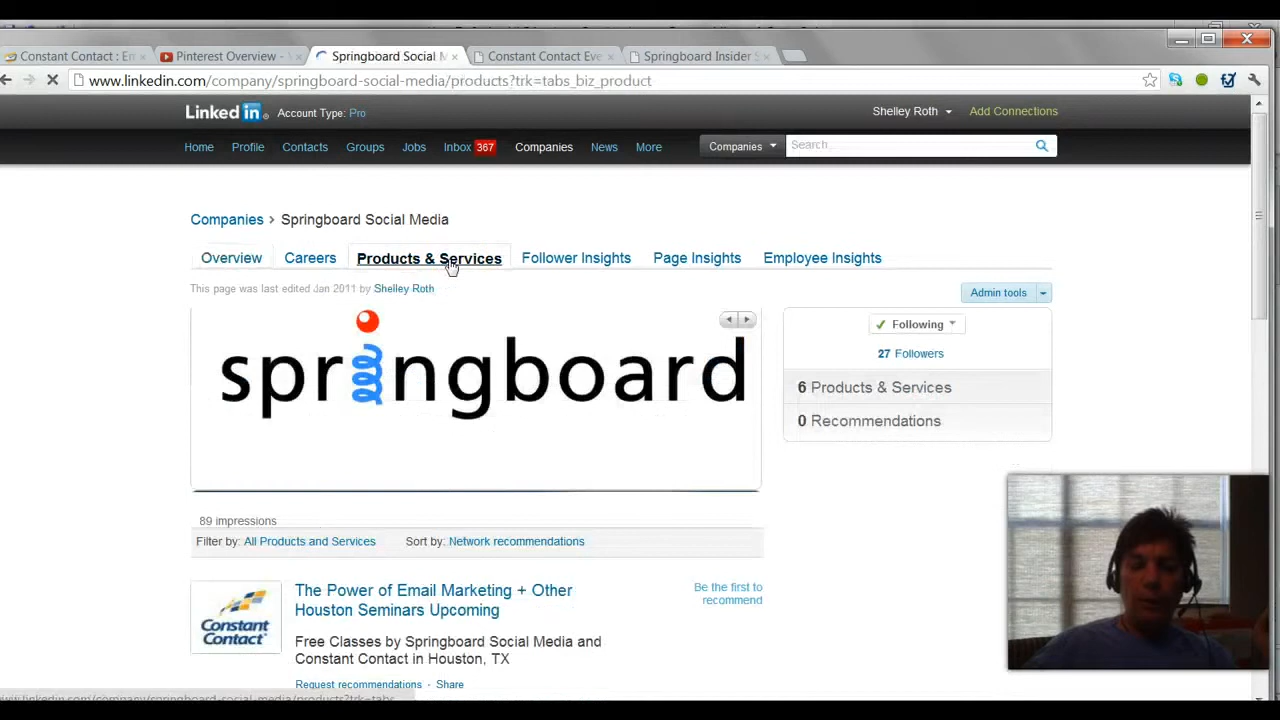 Constant Contact : Em
Pinterest Overview -
Springboard Social M
Constant Contact Eve
Springboard Insider S
www.linkedin.com/company/springboard-social-media/products?trk=tabs_biz_product
Linked in
Account Type: Pro
Shelley Roth
Add Connections
Home
Profile
Contacts
Groups
Jobs
Inbox 367
Companies
News
More
Companies
Search...
Companies > Springboard Social Media
Overview
Careers
Products & Services
Follower Insights
Page Insights
Employee Insights
This page was last edited Jan 2011 by Shelley Roth
Admin tools
springboard
Following
27 Followers
6 Products & Services
0 Recommendations
89 impressions
Filter by: All Products and Services
Sort by: Network recommendations
Constant
Contact
The Power of Email Marketing + Other
Houston Seminars Upcoming
Be the first to
recommend
Free Classes by Springboard Social Media and
Constant Contact in Houston, TX
Request recommendations · Share